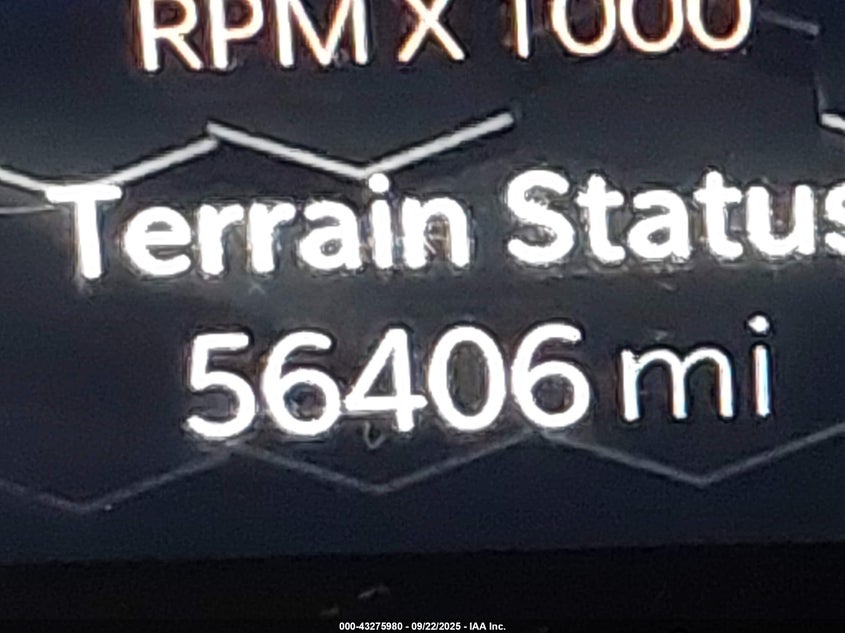 RPM X 1000
Terrain Status
56406 mi
000-43275980 - 09/22/2025 - IAA Inc.